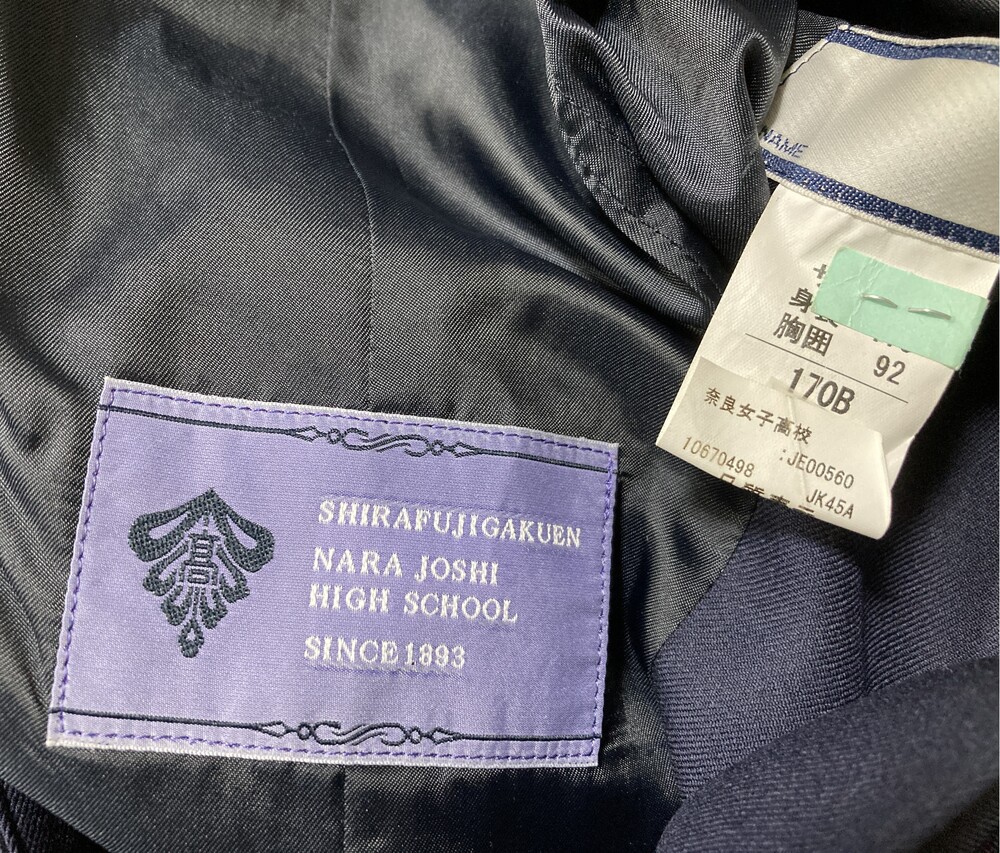 NAME
身長
胸囲 92
170B
奈良女子高校
:JE00560
10670498 JK45A
高
SHIRAFUJIGAKUEN
NARA JOSHI
HIGH SCHOOL
SINCE 1893